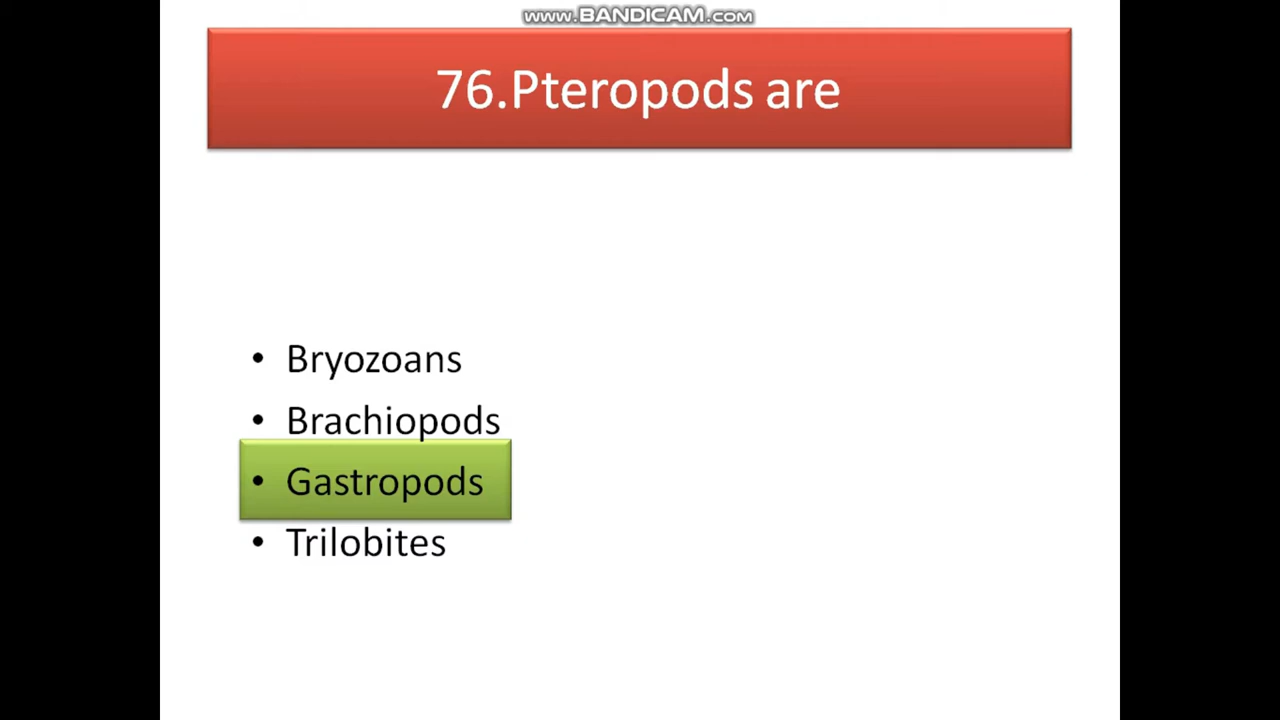 www.BANDICAM.com
76.Pteropods are
• Bryozoans
• Brachiopods
• Gastropods
• Trilobites